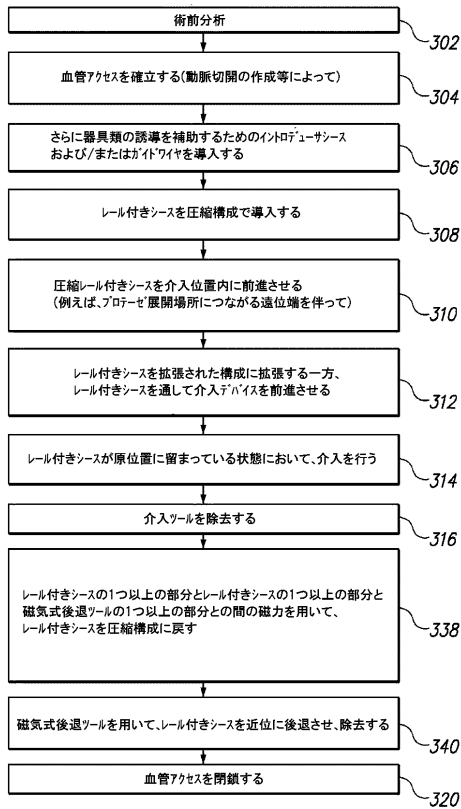 術前分析
302
血管アクセスを確立する(動脈切開の作成等によって)
304
さらに器具類の誘導を補助するためのイントロデューサシース
および/またはガイドワイヤを導入する
306
レール付きシースを圧縮構成で導入する
308
圧縮レール付きシースを介入位置内に前進させる
(例えば、プロテーゼ展開場所につながる遠位端を伴って)
310
レール付きシースを拡張された構成に拡張する一方、
レール付きシースを通して介入デバイスを前進させる
312
レール付きシースが原位置に留まっている状態において、介入を行う
314
介入ツールを除去する
316
レール付きシースの1つ以上の部分とレール付きシースの1つ以上の部分と
磁気式後退ツールの1つ以上の部分との間の磁力を用いて、
レール付きシースを圧縮構成に戻す
338
磁気式後退ツールを用いて、レール付きシースを近位に後退させ、除去する
340
血管アクセスを閉鎖する
320